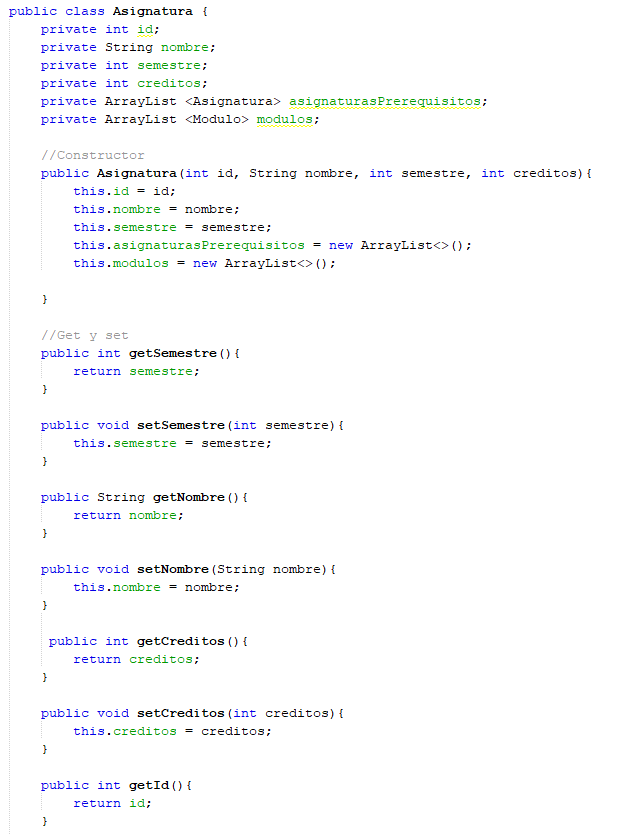 public class Asignatura {
private int id;
private String nombre;
private int semestre;
private int creditos;
private ArrayList <Asignatura> asignaturasPrerequisitos;
private ArrayList <Modulo> modulos;
//Constructor
public Asignatura(int id, String nombre, int semestre, int creditos){
this.id = id;
this.nombre = nombre;
this.semestre = semestre;
this.asignaturasPrerequisitos = new ArrayList<>();
this.modulos = new ArrayList<>();
}
//Get y set
public int getSemestre(){
return semestre;
}
public void setSemestre(int semestre){
this.semestre = semestre;
}
public String getNombre(){
return nombre;
}
public void setNombre(String nombre){
this.nombre = nombre;
}
public int getCreditos(){
return creditos;
}
public void setCreditos(int creditos){
this.creditos = creditos;
}
public int getId(){
return id;
}